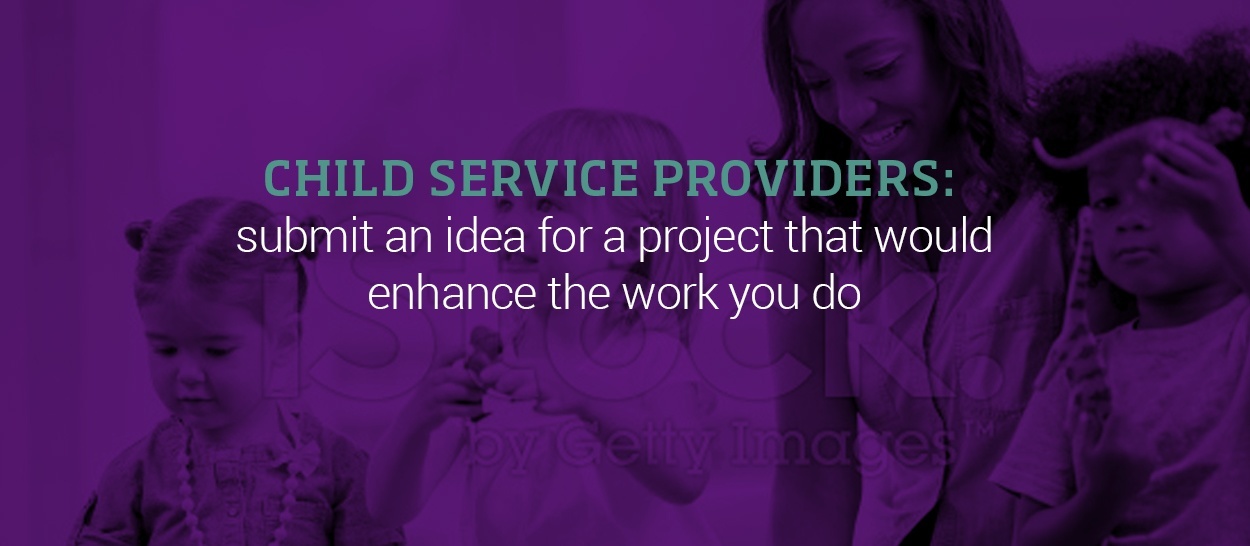 CHILD SERVICE PROVIDERS:
submit an idea for a project that would
enhance the work you do
iStock.
by Getty Images™